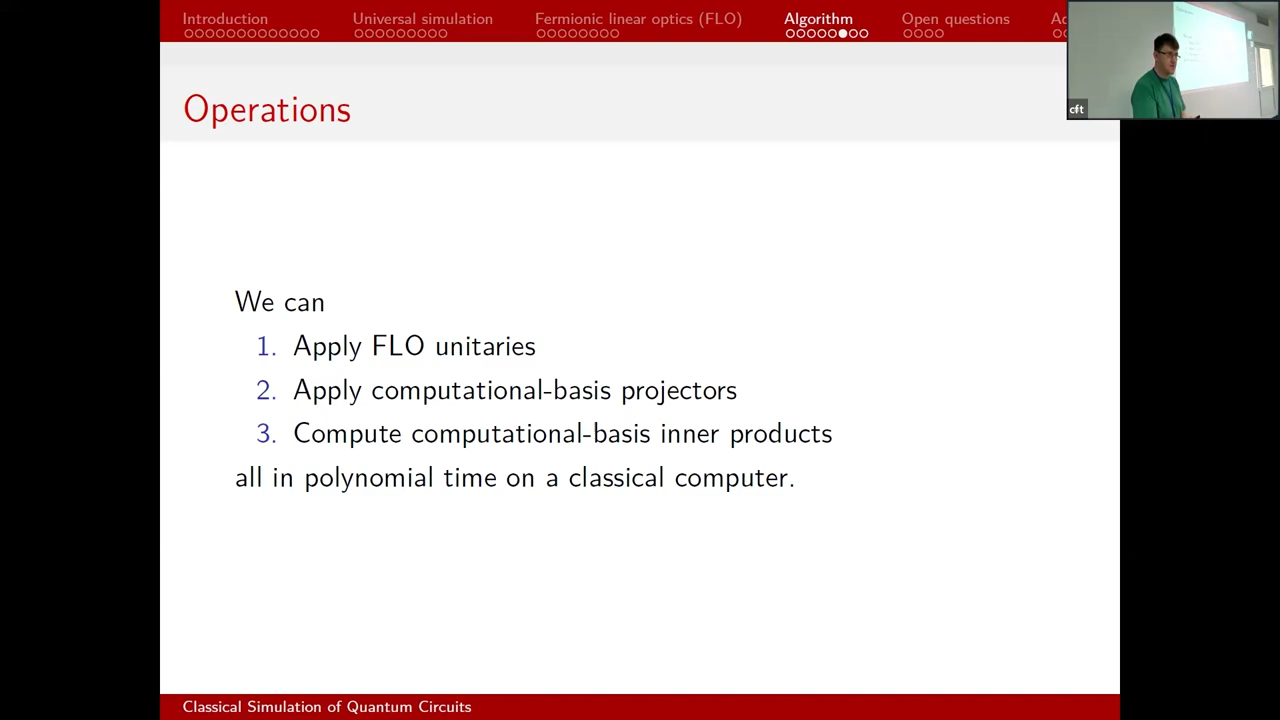 Introduction
Universal simulation
Fermionic linear optics (FLO)
Algorithm
Open questions
Operations
cft
We can
1. Apply FLO unitaries
2. Apply computational-basis projectors
3. Compute computational-basis inner products
all in polynomial time on a classical computer.
Classical Simulation of Quantum Circuits